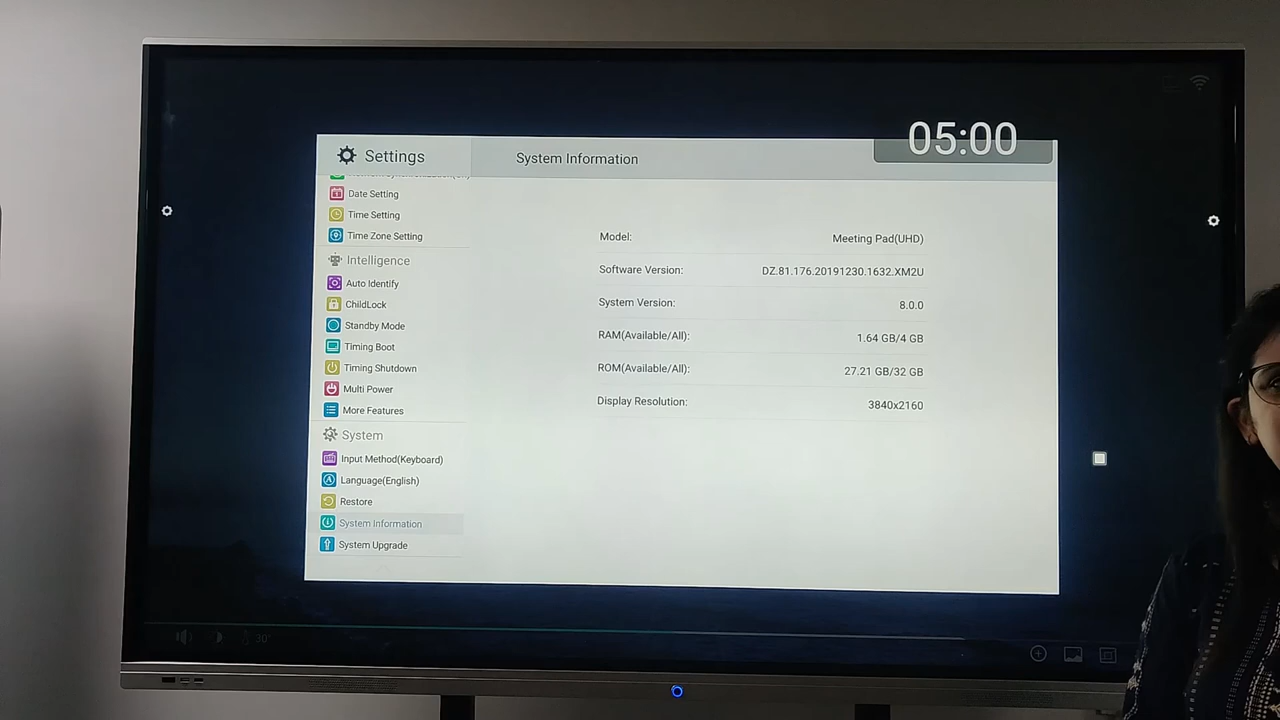 05:00
Settings
System Information
Date Setting
Time Setting
Time Zone Setting
Intelligence
Auto Identify
ChildLock
Standby Mode
Timing Boot
Timing Shutdown
Multi Power
More Features
System
Input Method(Keyboard)
Language(English)
Restore
System Information
System Upgrade
Model: Meeting Pad(UHD)
Software Version: DZ.81.176.20191230.1632.XM2U
System Version: 8.0.0
RAM(Available/All): 1.64 GB/4 GB
ROM(Available/All): 27.21 GB/32 GB
Display Resolution: 3840x2160
30°